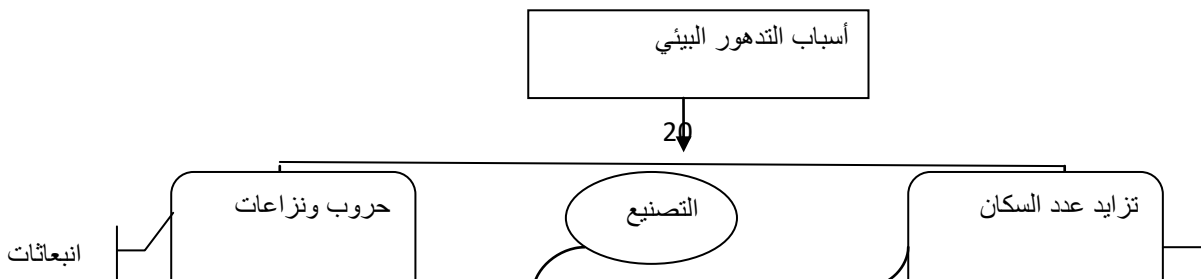 أسباب التدهور البيئي
20
تزايد عدد السكان
التصنيع
حروب ونزاعات
انبعاثات